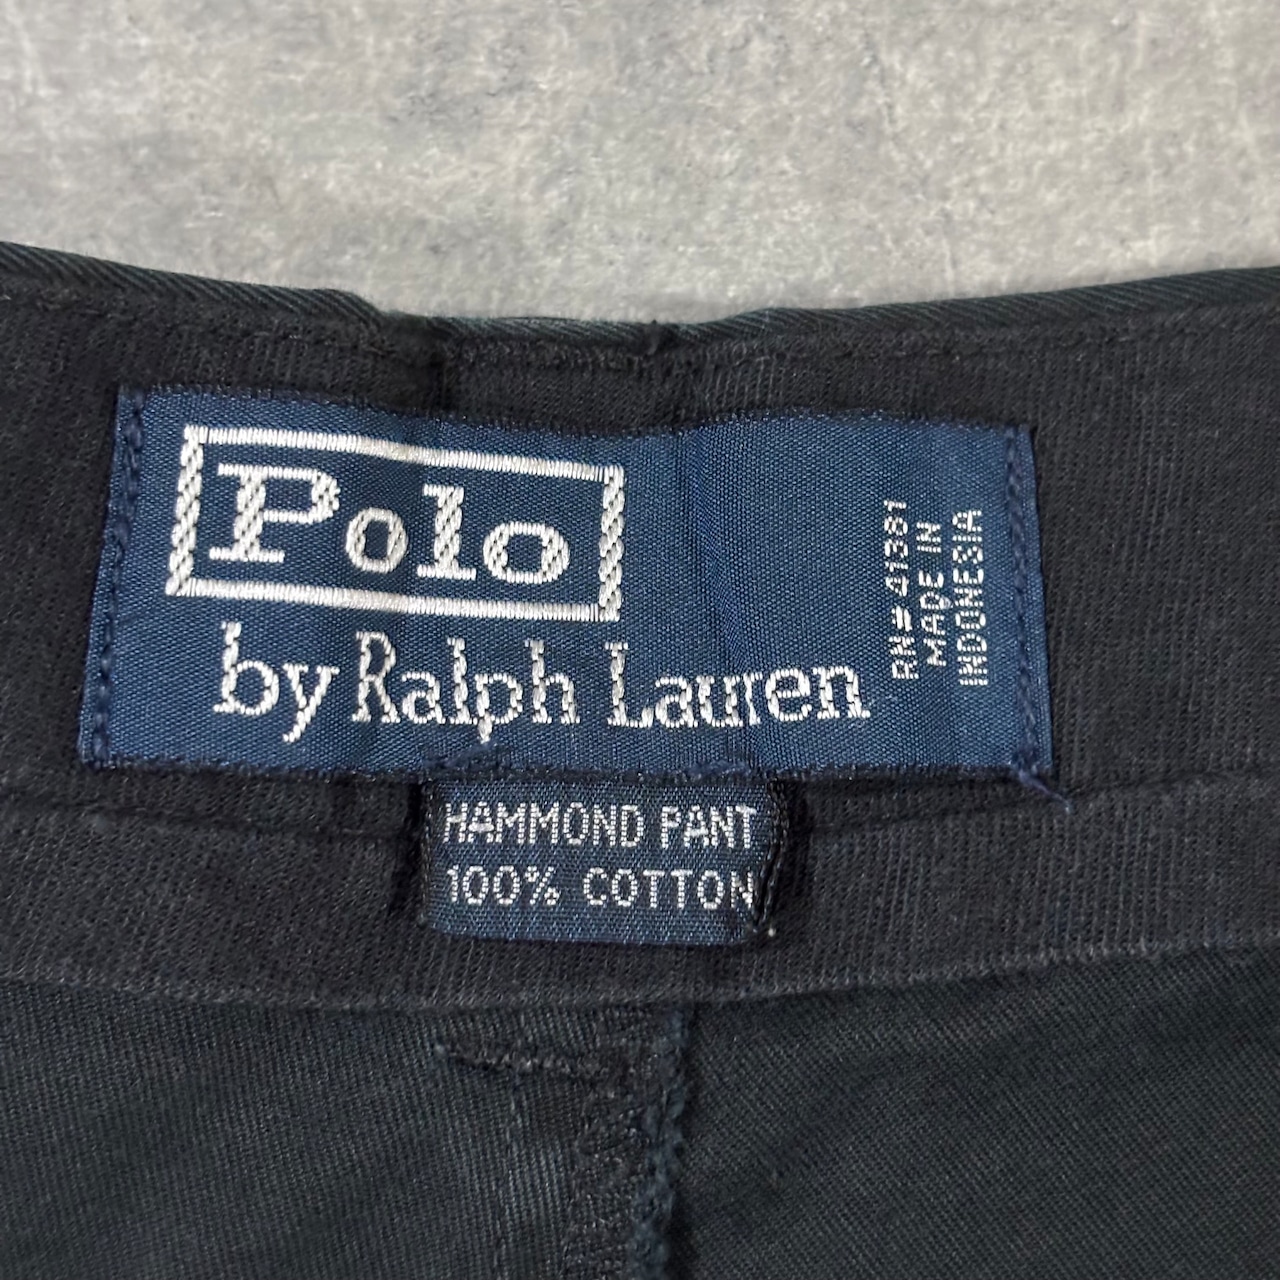 Polo
by Ralph Lauren
RN# 41381
MADE IN
INDONESIA
HAMMOND PANT
100% COTTON